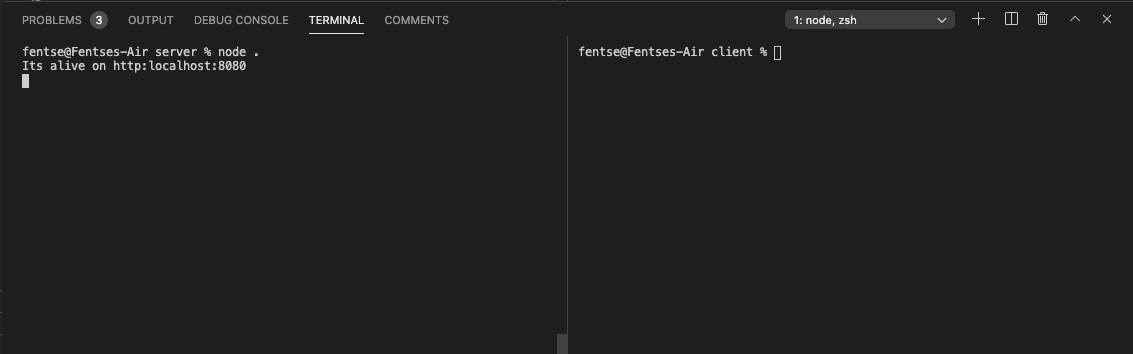 PROBLEMS 3 OUTPUT DEBUG CONSOLE TERMINAL COMMENTS 1: node, zsh
fentse@Fentses-Air server % node .
Its alive on http:localhost:8080
fentse@Fentses-Air client %